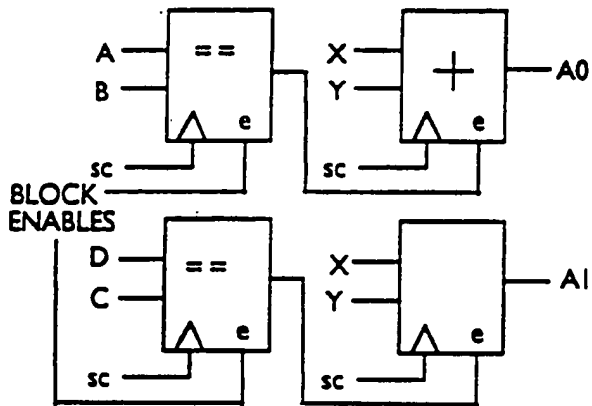 A
B
==
e
sc
X
Y
+
e
sc
A0
BLOCK
ENABLES
D
C
==
e
sc
X
Y
e
sc
A1